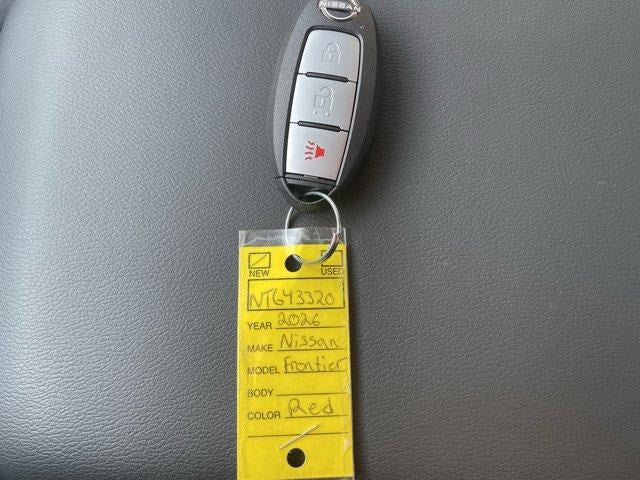 NISSAN
NEW USED
NT643320
YEAR 2026
MAKE Nissan
MODEL Frontier
BODY
COLOR Red